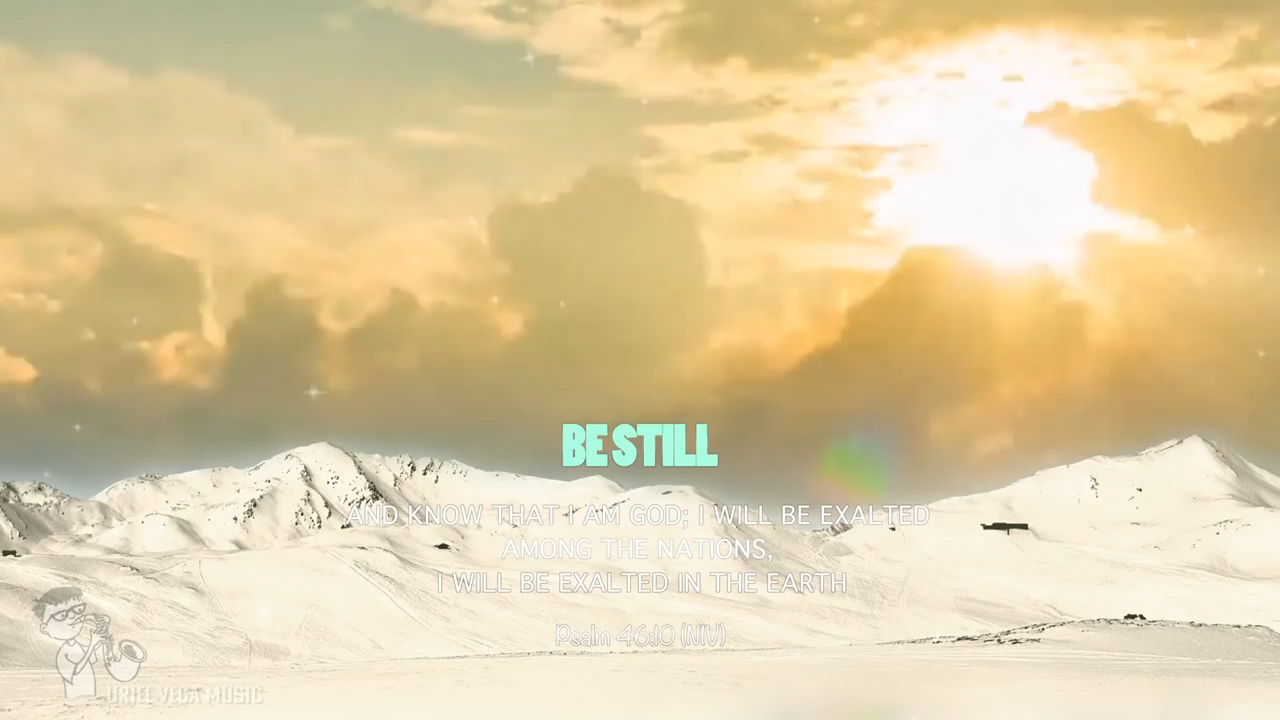 BE STILL
AND KNOW THAT I AM GOD; I WILL BE EXALTED
AMONG THE NATIONS,
I WILL BE EXALTED IN THE EARTH
Psalm 46:10 (NIV)
URIEL VEGA MUSIC